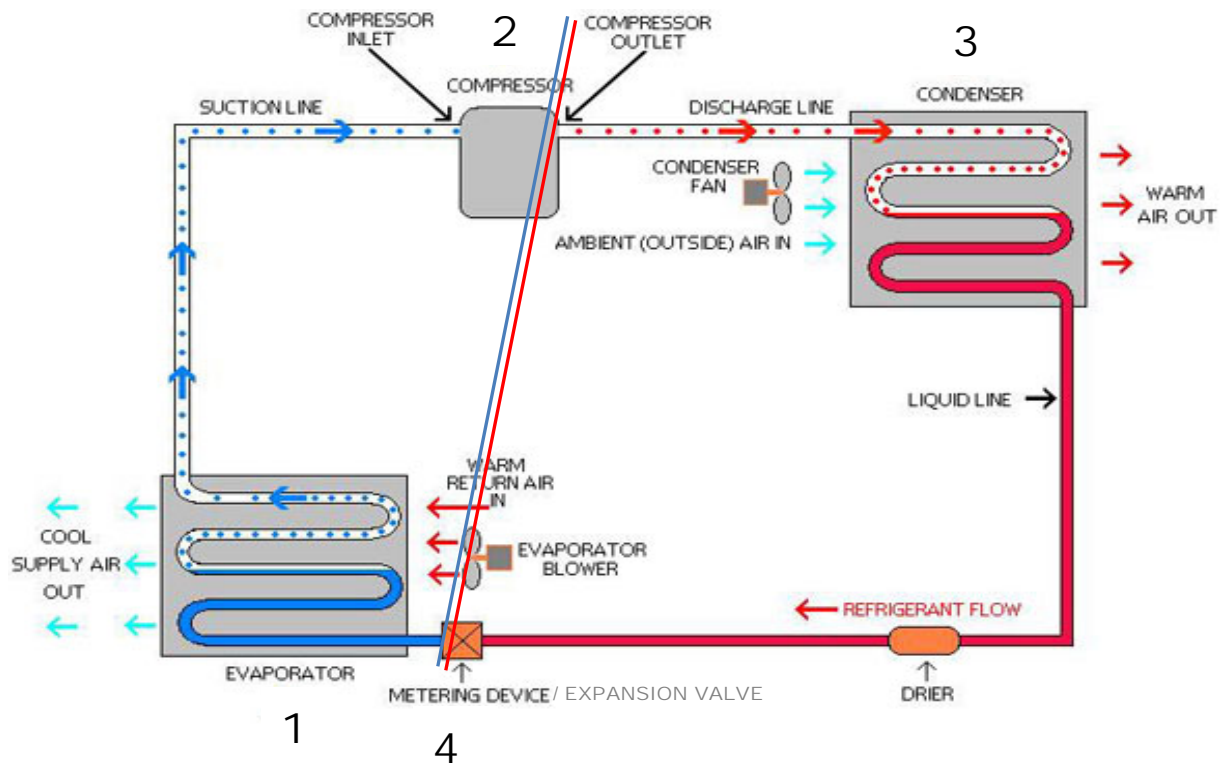 COMPRESSOR
INLET
2
COMPRESSOR
OUTLET
3
COMPRESSOR
CONDENSER
SUCTION LINE
DISCHARGE LINE
CONDENSER
FAN
WARM
AIR OUT
AMBIENT (OUTSIDE) AIR IN
LIQUID LINE
WARM
RETURN AIR
IN
COOL
SUPPLY AIR
OUT
EVAPORATOR
BLOWER
REFRIGERANT FLOW
EVAPORATOR
METERING DEVICE / EXPANSION VALVE
DRIER
1
4